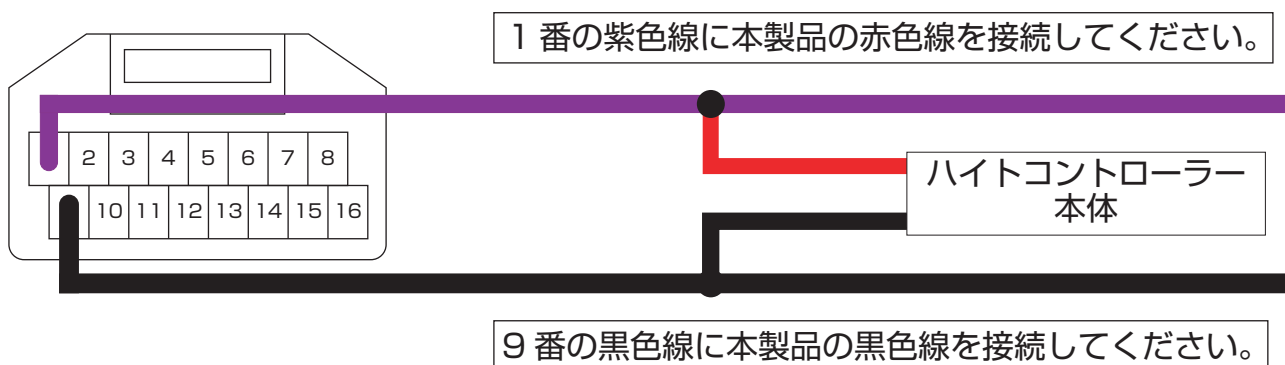 1 番の紫色線に本製品の赤色線を接続してください。
2 3 4 5 6 7 8
ハイトコントローラー
本体
10 11 12 13 14 15 16
9 番の黒色線に本製品の黒色線を接続してください。